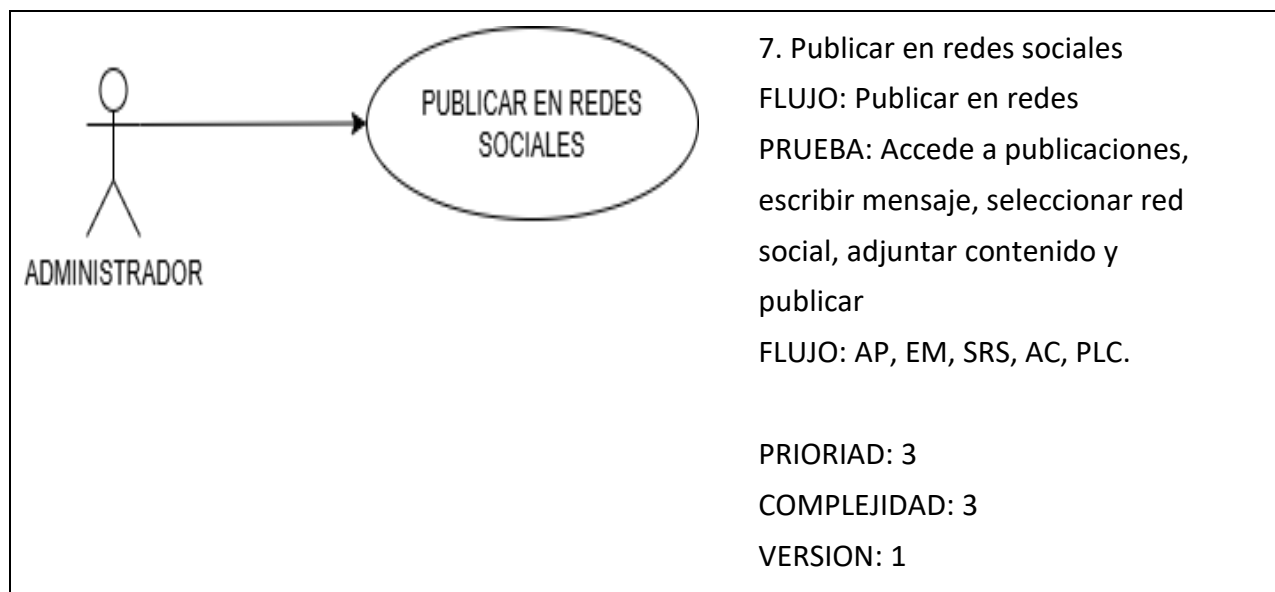 PUBLICAR EN REDES
SOCIALES
ADMINISTRADOR
7. Publicar en redes sociales
FLUJO: Publicar en redes
PRUEBA: Accede a publicaciones,
escribir mensaje, seleccionar red
social, adjuntar contenido y
publicar
FLUJO: AP, EM, SRS, AC, PLC.
PRIORIAD: 3
COMPLEJIDAD: 3
VERSION: 1